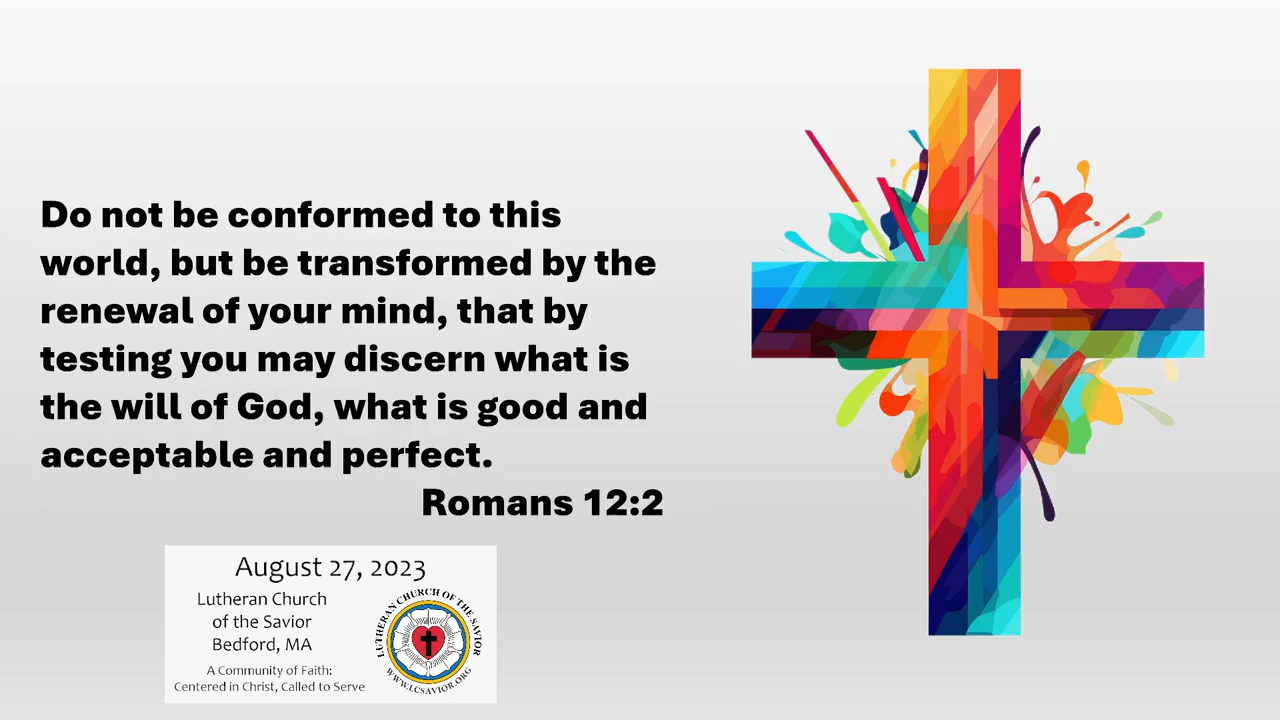 Do not be conformed to this
world, but be transformed by the
renewal of your mind, that by
testing you may discern what is
the will of God, what is good and
acceptable and perfect.
Romans 12:2
August 27, 2023
Lutheran Church
of the Savior
Bedford, MA
A Community of Faith:
Centered in Christ, Called to Serve
LUTHERAN CHURCH OF THE SAVIOR
WWW.LCSAVIOR.ORG